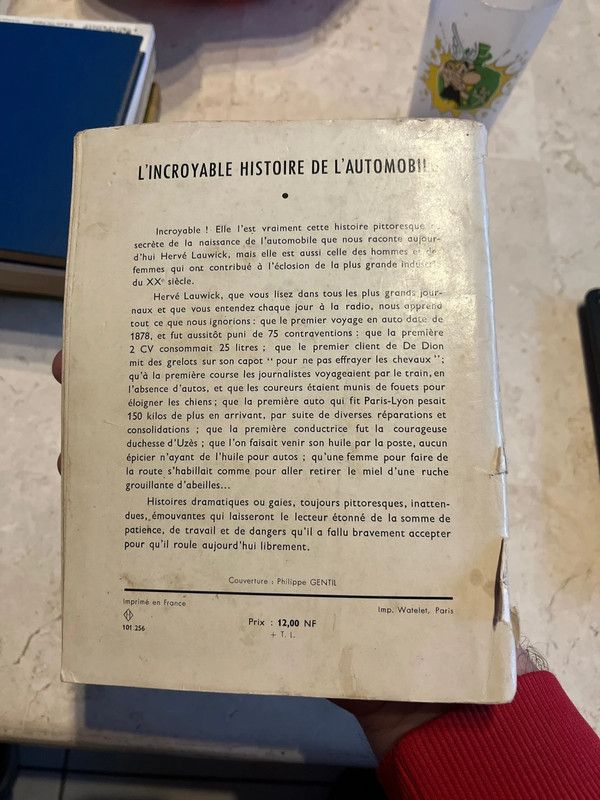 L'INCROYABLE HISTOIRE DE L'AUTOMOBIL
Incroyable ! Elle l'est vraiment cette histoire pittoresque
secrète de la naissance de l'automobile que nous raconte aujour-
d'hui Hervé Lauwick, mais elle est aussi celle des hommes et de
femmes qui ont contribué à l'éclosion de la plus grande industrie
du XXe siècle.
Hervé Lauwick, que vous lisez dans tous les plus grands jour-
naux et que vous entendez chaque jour à la radio, nous apprend
tout ce que nous ignorions : que le premier voyage en auto date de
1878, et fut aussitôt puni de 75 contraventions : que la première
2 CV consommait 25 litres ; que le premier client de De Dion
mit des grelots sur son capot " pour ne pas effrayer les chevaux " ;
qu'à la première course les journalistes voyageaient par le train, en
l'absence d'autos, et que les coureurs étaient munis de fouets pour
éloigner les chiens ; que la première auto qui fit Paris-Lyon pesait
150 kilos de plus en arrivant, par suite de diverses réparations et
consolidations ; que la première conductrice fut la courageuse
duchesse d'Uzès ; que l'on faisait venir son huile par la poste, aucun
épicier n'ayant de l'huile pour autos ; qu'une femme pour faire de
la route s'habillait comme pour aller retirer le miel d'une ruche
grouillante d'abeilles...
Histoires dramatiques ou gaies, toujours pittoresques, inatten-
dues, émouvantes qui laisseront le lecteur étonné de la somme de
patience, de travail et de dangers qu'il a fallu bravement accepter
pour qu'il roule aujourd'hui librement.
Couverture : Philippe GENTIL
Imprimé en France
Imp. Watelet, Paris
101.256
Prix : 12,00 NF
+ T. l.